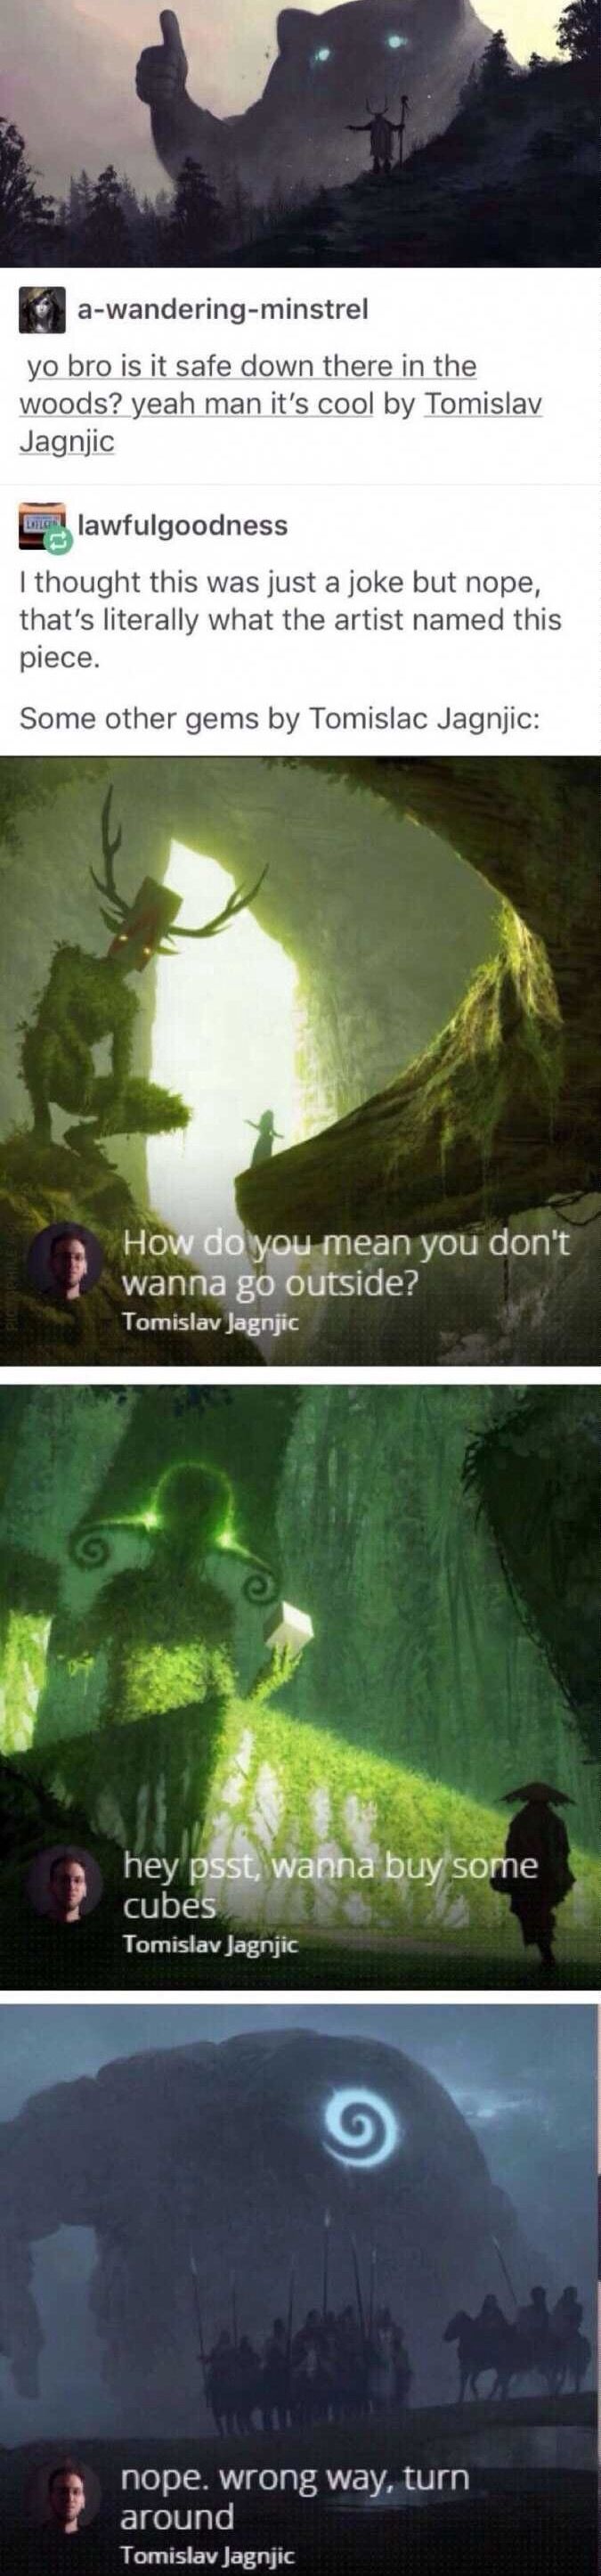 a-wandering-minstrel
yo bro is it safe down there in the
woods? yeah man it's cool by Tomislav
Jagnjic
lawfulgoodness
I thought this was just a joke but nope,
that's literally what the artist named this
piece.
Some other gems by Tomislac Jagnjic:
How do you mean you don't
wanna go outside?
Tomislav Jagnjic
hey psst, wanna buy some
cubes
Tomislav Jagnjic
nope. wrong way, turn
around
Tomislav Jagnjic